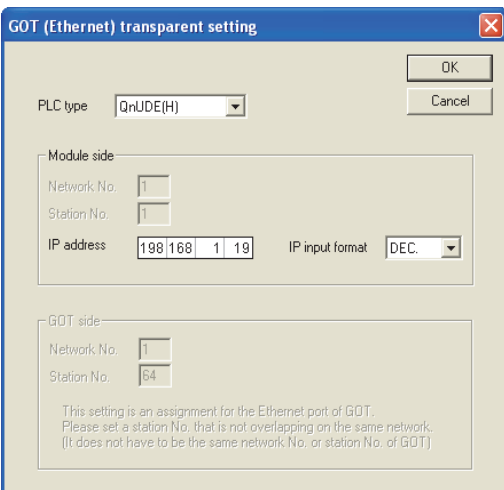 GOT (Ethernet) transparent setting
OK
PLC type QnUDE(H)
Cancel
Module side
Network No. 1
Station No. 1
IP address 198 168 1 19 IP input format DEC.
GOT side
Network No. 1
Station No. 64
This setting is an assignment for the Ethernet port of GOT.
Please set a station No. that is not overlapping on the same network.
(It does not have to be the same network No. or station No. of GOT)